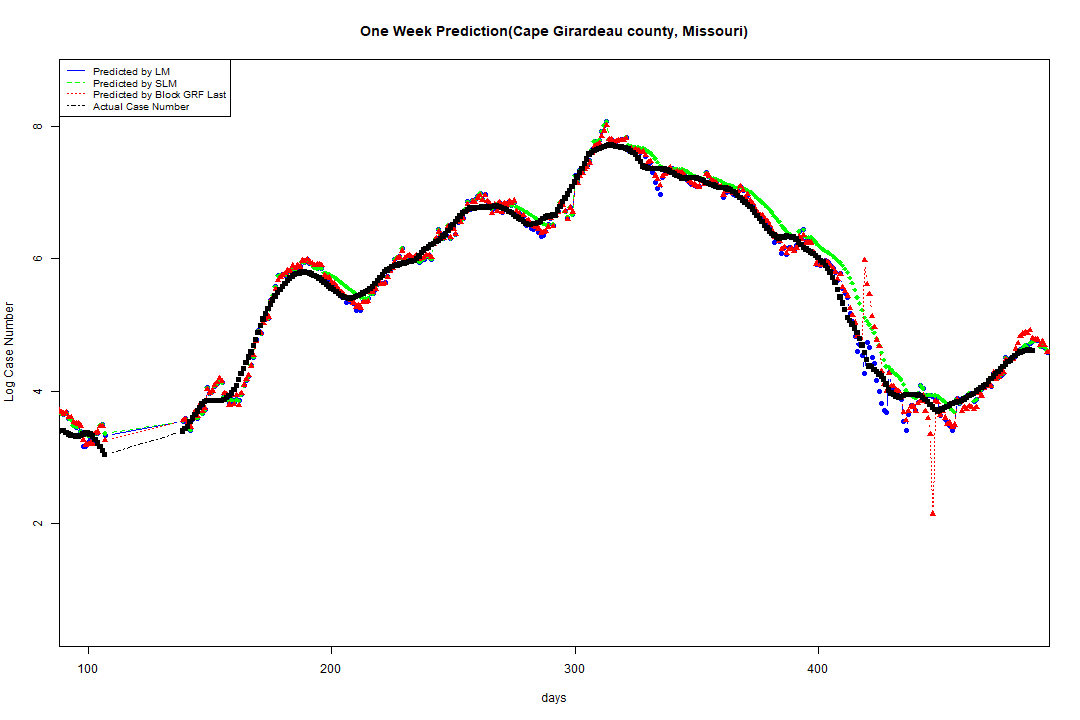 One Week Prediction(Cape Girardeau county, Missouri)
Predicted by LM
Predicted by SLM
Predicted by Block GRF Last
Actual Case Number
8
6
4
2
Log Case Number
100 200 300 400
days